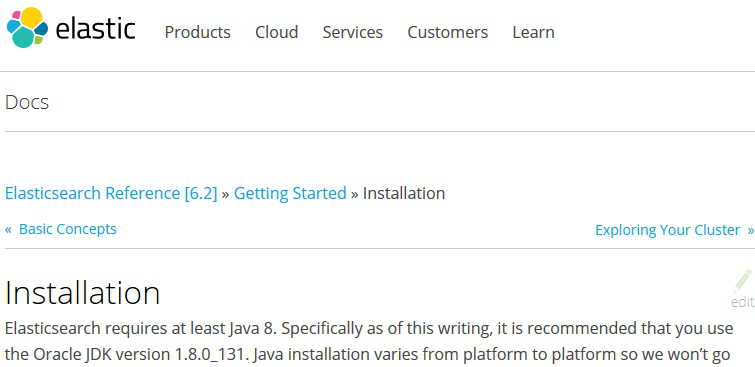 elastic Products Cloud Services Customers Learn
Docs
Elasticsearch Reference [6.2] » Getting Started » Installation
« Basic Concepts Exploring Your Cluster »
Installation
edit
Elasticsearch requires at least Java 8. Specifically as of this writing, it is recommended that you use
the Oracle JDK version 1.8.0_131. Java installation varies from platform to platform so we won’t go